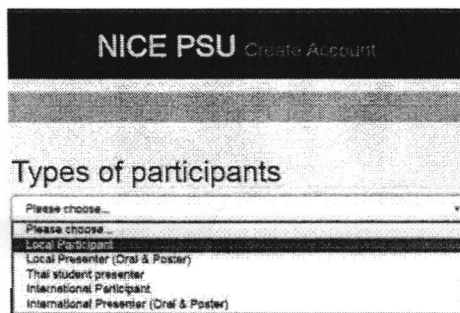 NICE PSU Create Account
Types of participants
Please choose...
Please choose...
Local Participant
Local Presenter (Oral & Poster)
Thai student presenter
International Participant
International Presenter (Oral & Poster)